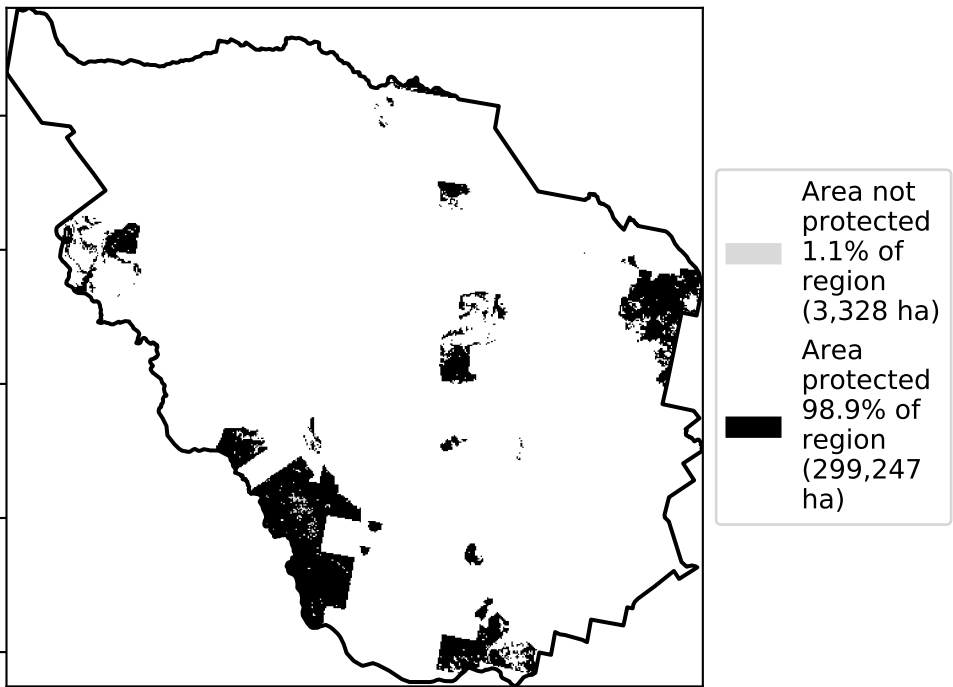 Area not
protected
1.1% of
region
(3,328 ha)
Area
protected
98.9% of
region
(299,247
ha)